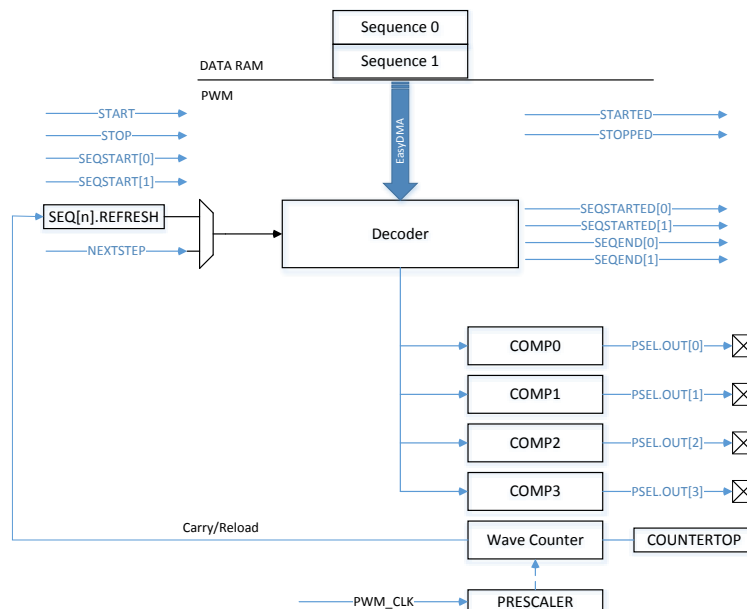 Sequence 0
Sequence 1
DATA RAM
PWM
START
STOP
SEQSTART[0]
SEQSTART[1]
EasyDMA
STARTED
STOPPED
SEQ[n].REFRESH
NEXTSTEP
Decoder
SEQSTARTED[0]
SEQSTARTED[1]
SEQEND[0]
SEQEND[1]
COMP0
PSEL.OUT[0]
COMP1
PSEL.OUT[1]
COMP2
PSEL.OUT[2]
COMP3
PSEL.OUT[3]
Carry/Reload
Wave Counter
COUNTERTOP
PWM_CLK
PRESCALER